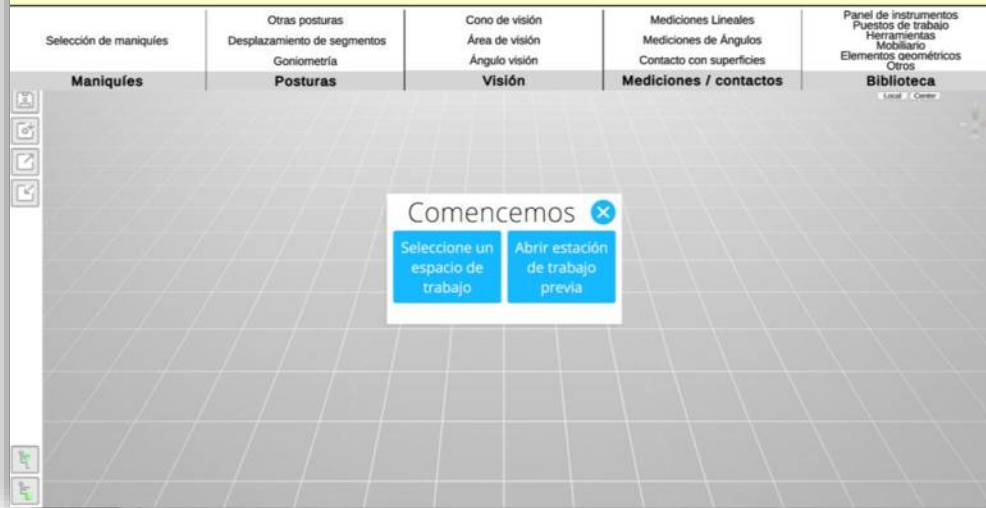 Selección de maniquíes
Maniquíes
Otras posturas
Desplazamiento de segmentos
Goniometría
Posturas
Cono de visión
Área de visión
Ángulo visión
Visión
Mediciones Lineales
Mediciones de Ángulos
Contacto con superficies
Mediciones / contactos
Panel de instrumentos
Puestos de trabajo
Herramientas
Mobiliario
Elementos geométricos
Otros
Biblioteca
Local Center
Comencemos
Seleccione un
espacio de
trabajo
Abrir estación
de trabajo
previa